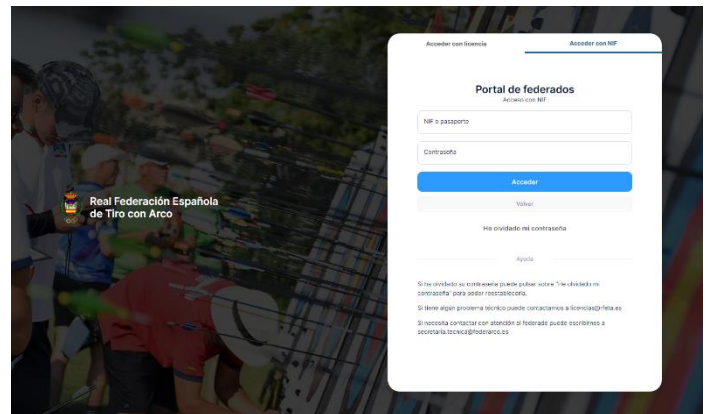 Acceder con licencia
Acceder con NIF
Portal de federados
Acceso con NIF
NIF o pasaporte
Contraseña
Acceder
Volver
He olvidado mi contraseña
Ayuda
Si ha olvidado su contraseña puede pulsar sobre "He olvidado mi
contraseña" para poder reestablecerla.
Si tiene algún problema técnico puede contactarnos a licencias@rfeta.es
Si necesita contactar con atención al federado puede escribirnos a
secretaria.tecnica@federarco.es
Real Federación Española
de Tiro con Arco